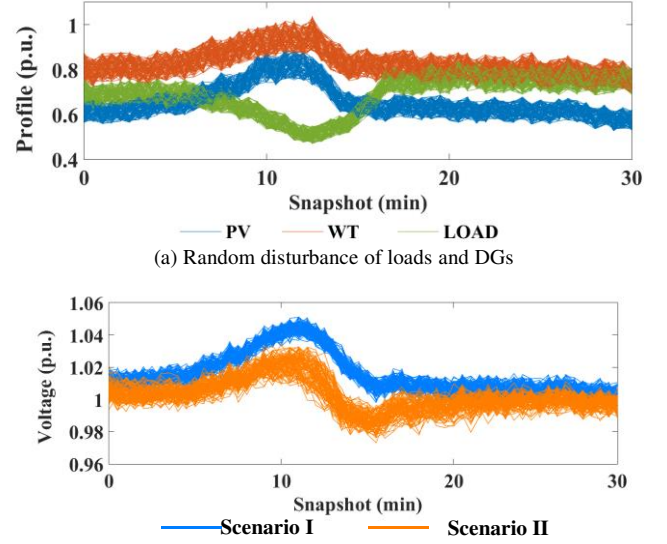 Profile (p.u.)
1
0.8
0.6
0.4
0 10 20 30
Snapshot (min)
PV WT LOAD
(a) Random disturbance of loads and DGs
Voltage (p.u.)
1.06
1.04
1.02
1
0.98
0.96
0 10 20 30
Snapshot (min)
Scenario I Scenario II